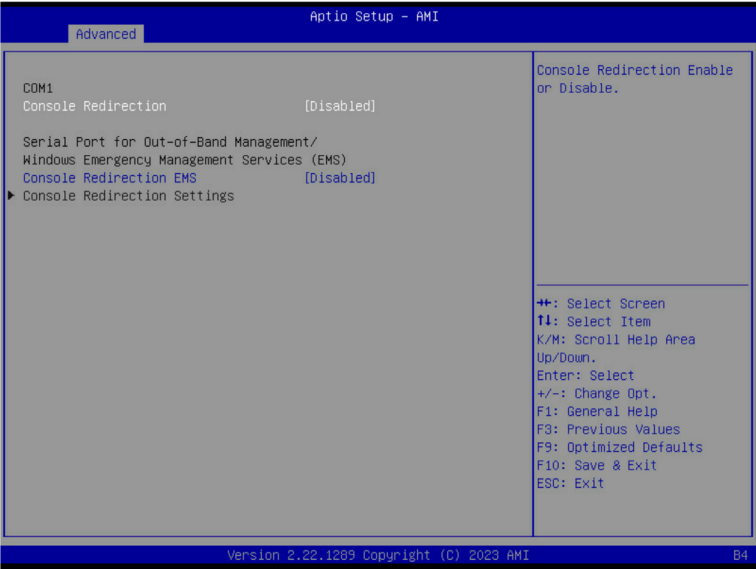 Aptio Setup – AMI
Advanced
COM1
Console Redirection [Disabled]
Serial Port for Out-of-Band Management/
Windows Emergency Management Services (EMS)
Console Redirection EMS [Disabled]
▶ Console Redirection Settings
Console Redirection Enable
or Disable.
→←: Select Screen
↑↓: Select Item
K/M: Scroll Help Area
Up/Down.
Enter: Select
+/-: Change Opt.
F1: General Help
F3: Previous Values
F9: Optimized Defaults
F10: Save & Exit
ESC: Exit
Version 2.22.1289 Copyright (C) 2023 AMI
B4